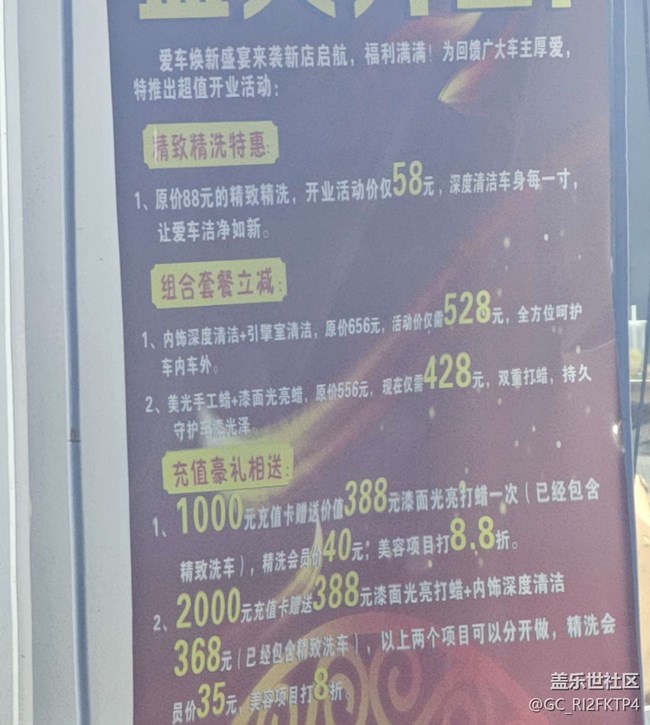 爱车焕新盛宴来袭新店启航，福利满满！为回馈广大车主厚爱，
特推出超值开业活动：
精致精洗特惠：
1、原价88元的精致精洗，开业活动价仅58元，深度清洁车身每一寸，
让爱车洁净如新。
组合套餐立减：
1、内饰深度清洁+引擎室清洁，原价656元，活动价仅需528元，全方位呵护
车内车外。
2、美光手工蜡+漆面光亮蜡，原价556元，现在仅需428元，双重打蜡，持久
守护车漆光泽。
充值豪礼相送：
1、1000元充值卡赠送价值388元漆面光亮打蜡一次（已经包含
精致洗车），精洗会员价40元；美容项目打8.8折。
2、2000元充值卡赠送388元漆面光亮打蜡+内饰深度清洁
368元（已经包含精致洗车），以上两个项目可以分开做，精洗会
员价35元，美容项目打8折。
盖乐世社区
@GC_RI2FKTP4